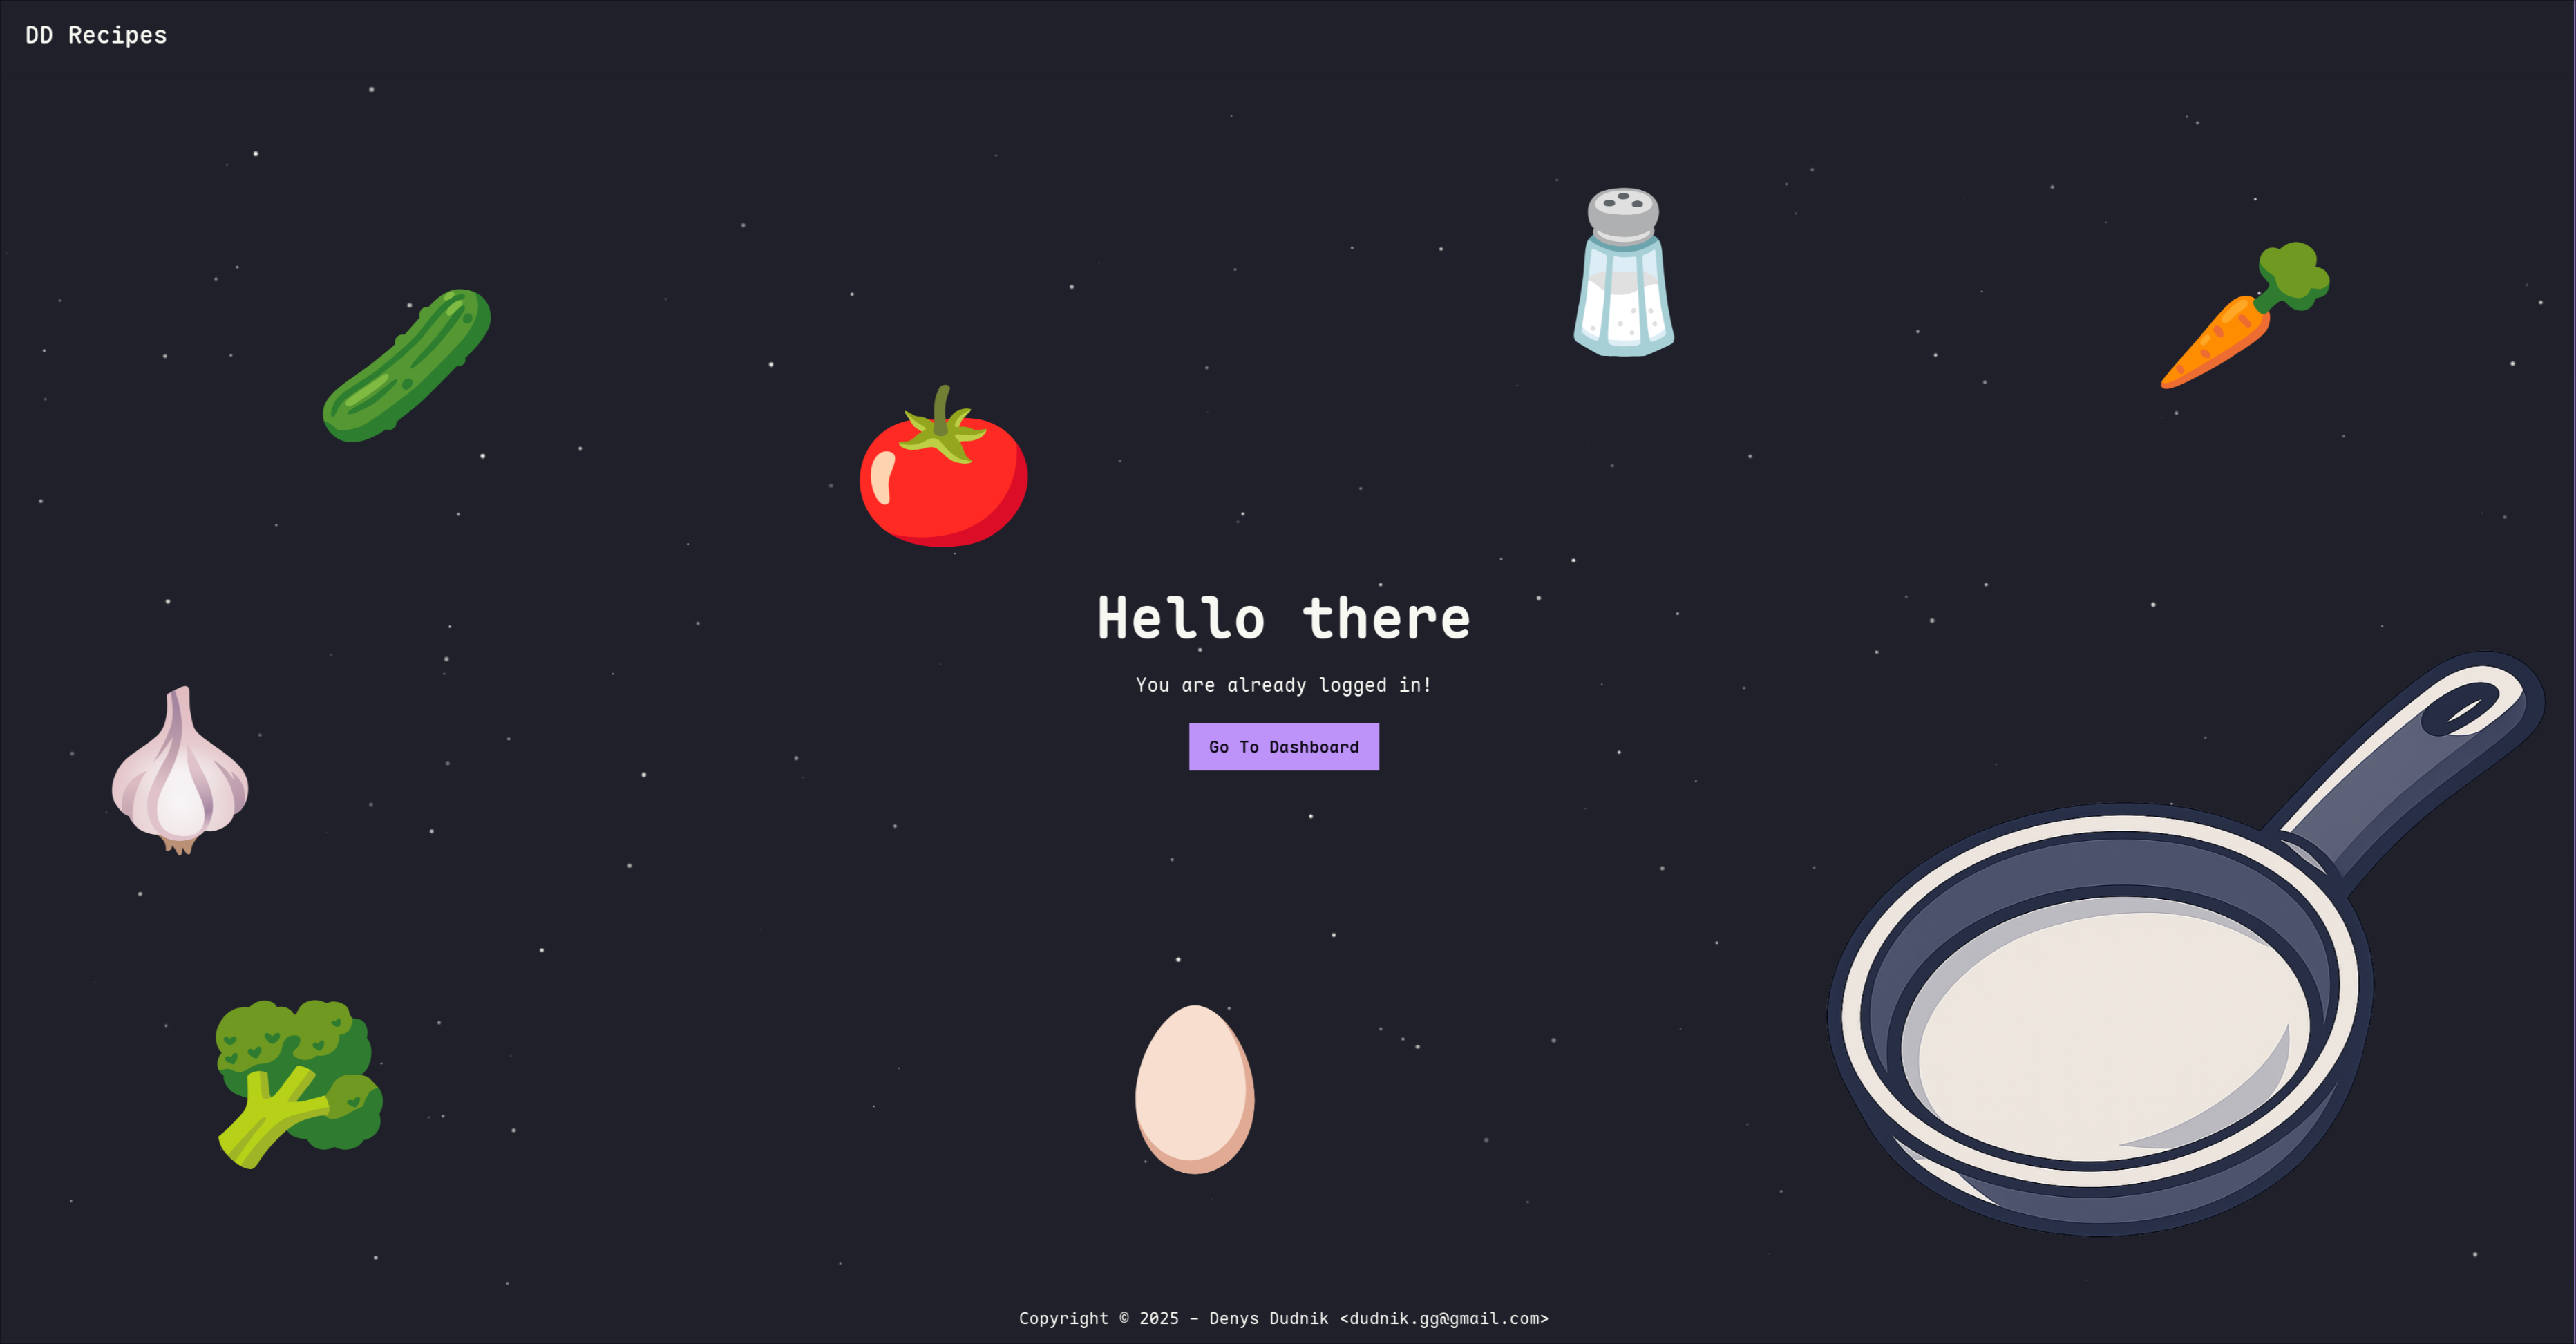 DD Recipes
Hello there
You are already logged in!
Go To Dashboard
Copyright © 2025 - Denys Dudnik <dudnik.gg@gmail.com>